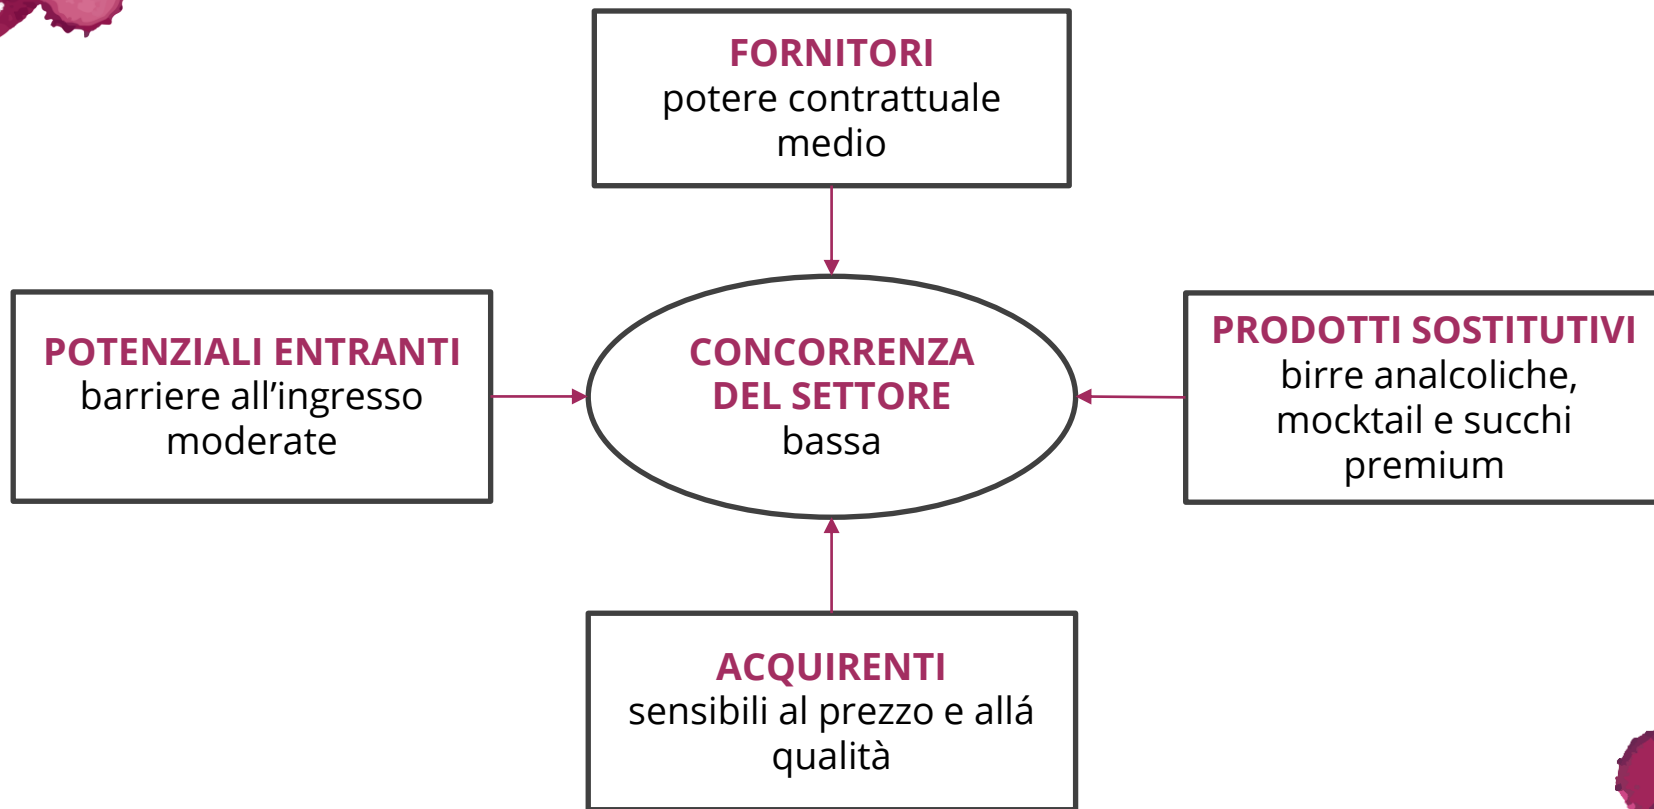 FORNITORI
potere contrattuale
medio
POTENZIALI ENTRANTI
barriere all’ingresso
moderate
CONCORRENZA
DEL SETTORE
bassa
PRODOTTI SOSTITUTIVI
birre analcoliche,
mocktail e succhi
premium
ACQUIRENTI
sensibili al prezzo e allá
qualità